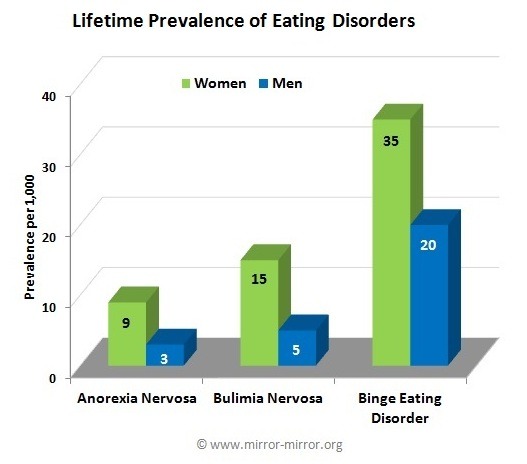 Lifetime Prevalence of Eating Disorders
Women Men
Prevalence per 1,000
40
30
20
10
0
9
3
15
5
35
20
Anorexia Nervosa
Bulimia Nervosa
Binge Eating
Disorder
© www.mirror-mirror.org